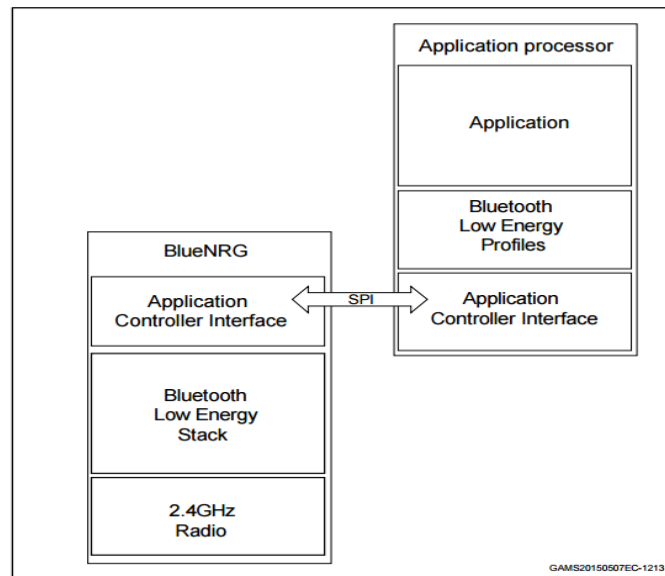 Application processor
Application
Bluetooth
Low Energy
Profiles
Application
Controller Interface
SPI
BlueNRG
Application
Controller Interface
Bluetooth
Low Energy
Stack
2.4GHz
Radio
GAMS20150507EC-1213